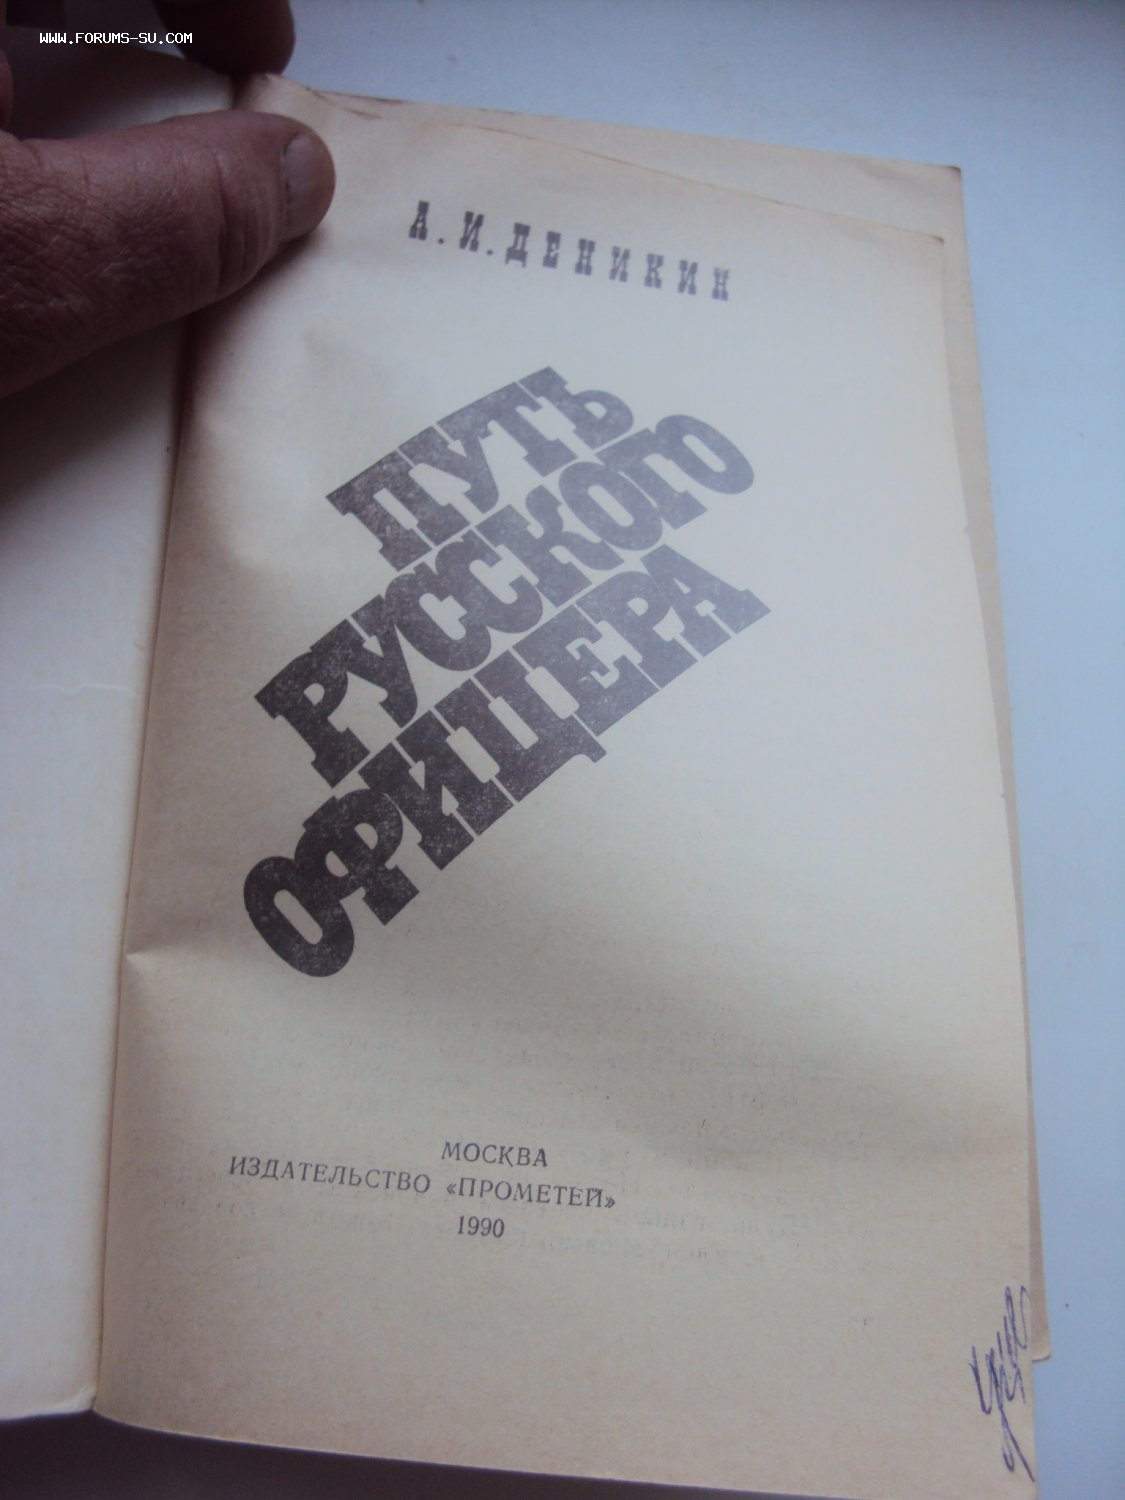 WWW.FORUMS-SU.COM
А.И.ДЕНИКИН
ПУТЬ
РУССКОГО
ОФИЦЕРА
МОСКВА
ИЗДАТЕЛЬСТВО «ПРОМЕТЕЙ»
1990